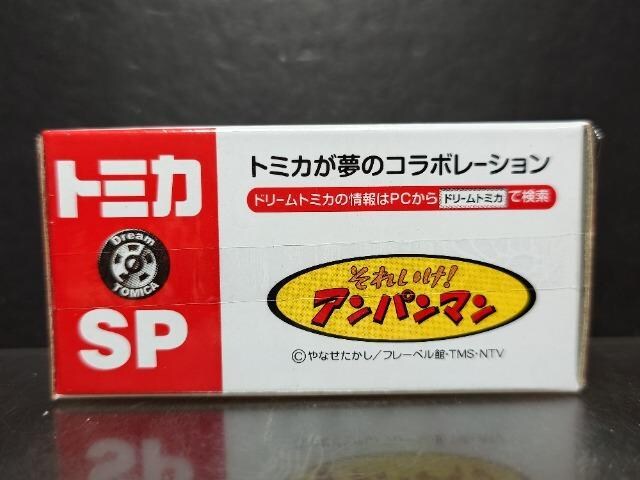 トミカ
Dream
TOMICA
SP
トミカが夢のコラボレーション
ドリームトミカの情報はPCから ドリームトミカ で検索
それいけ!
アンパンマン
©やなせたかし/フレーベル館・TMS・NTV